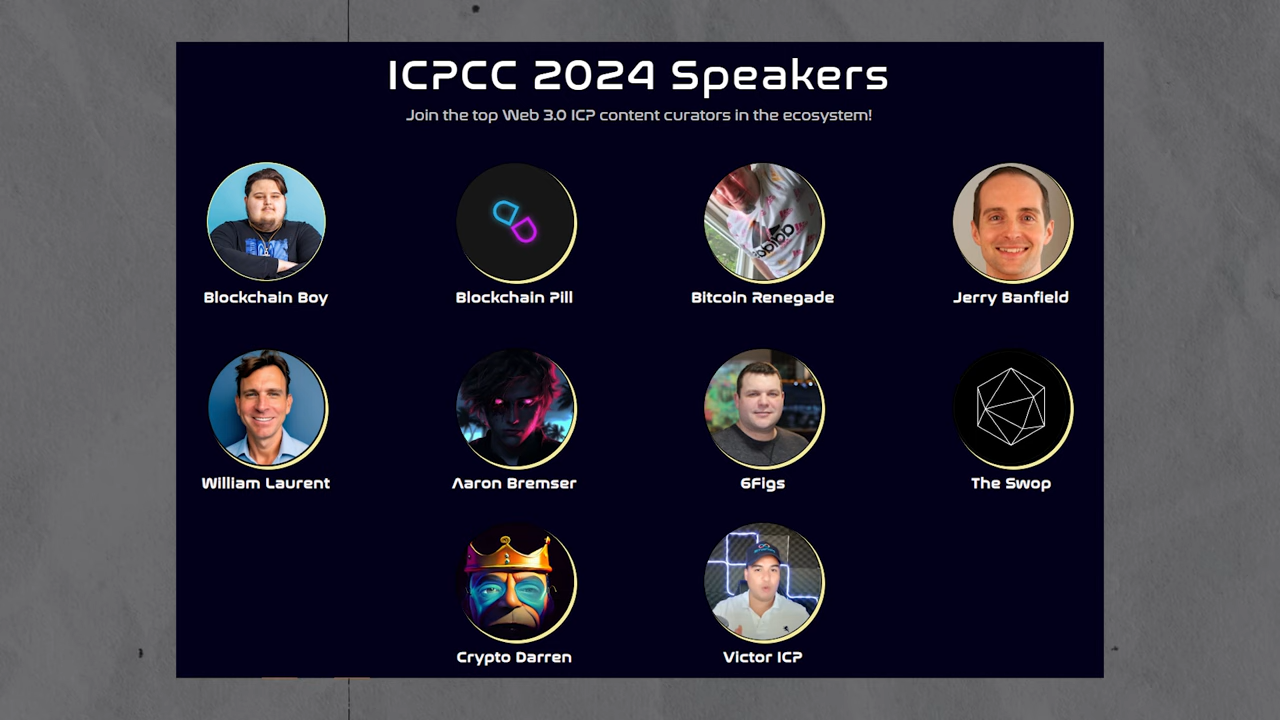 ICPCC 2024 Speakers
Join the top Web 3.0 ICP content curators in the ecosystem!
adidas
Blockchain Boy
Blockchain Pill
Bitcoin Renegade
Jerry Banfield
William Laurent
Aaron Bremser
6Figs
The Swop
Crypto Darren
Victor ICP